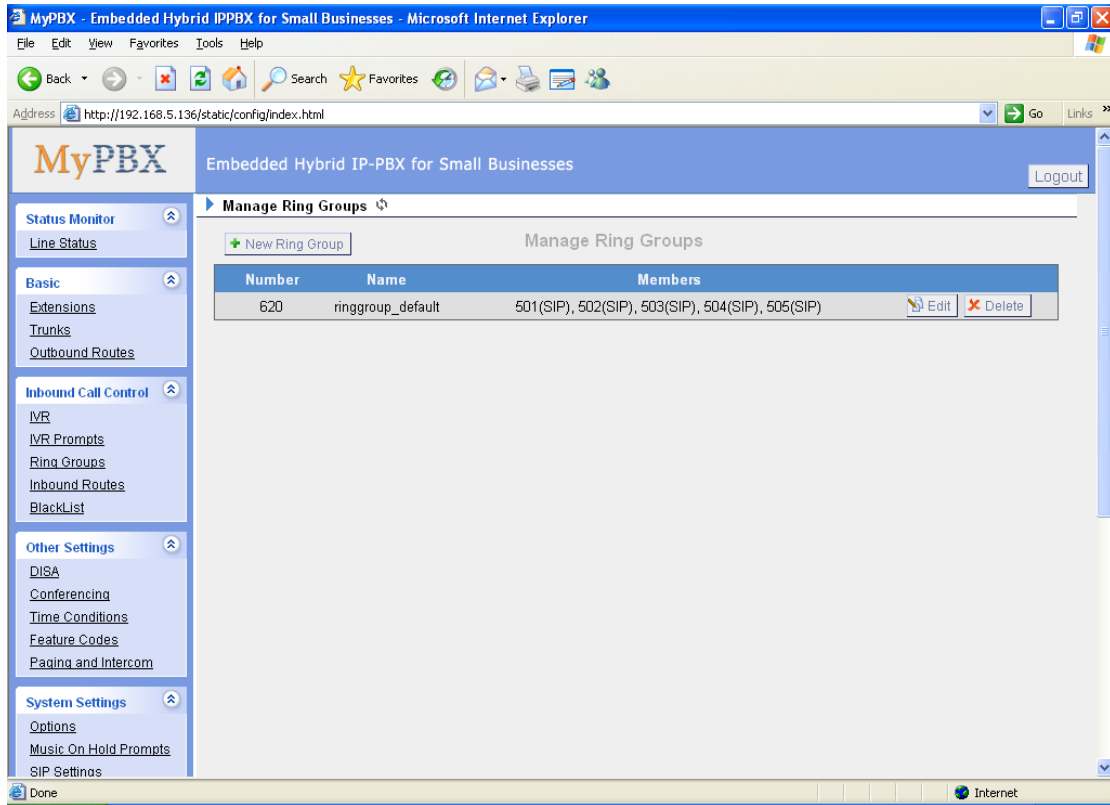 MyPBX - Embedded Hybrid IPPBX for Small Businesses - Microsoft Internet Explorer
File Edit View Favorites Tools Help
Back Search Favorites
Address http://192.168.5.136/static/config/index.html Go Links »
MyPBX Embedded Hybrid IP-PBX for Small Businesses
Logout
Status Monitor
Line Status
Basic
Extensions
Trunks
Outbound Routes
Inbound Call Control
IVR
IVR Prompts
Ring Groups
Inbound Routes
BlackList
Other Settings
DISA
Conferencing
Time Conditions
Feature Codes
Paging and Intercom
System Settings
Options
Music On Hold Prompts
SIP Settings
Manage Ring Groups
New Ring Group Manage Ring Groups
Number Name Members
620 ringgroup_default 501(SIP), 502(SIP), 503(SIP), 504(SIP), 505(SIP) Edit Delete
Done Internet